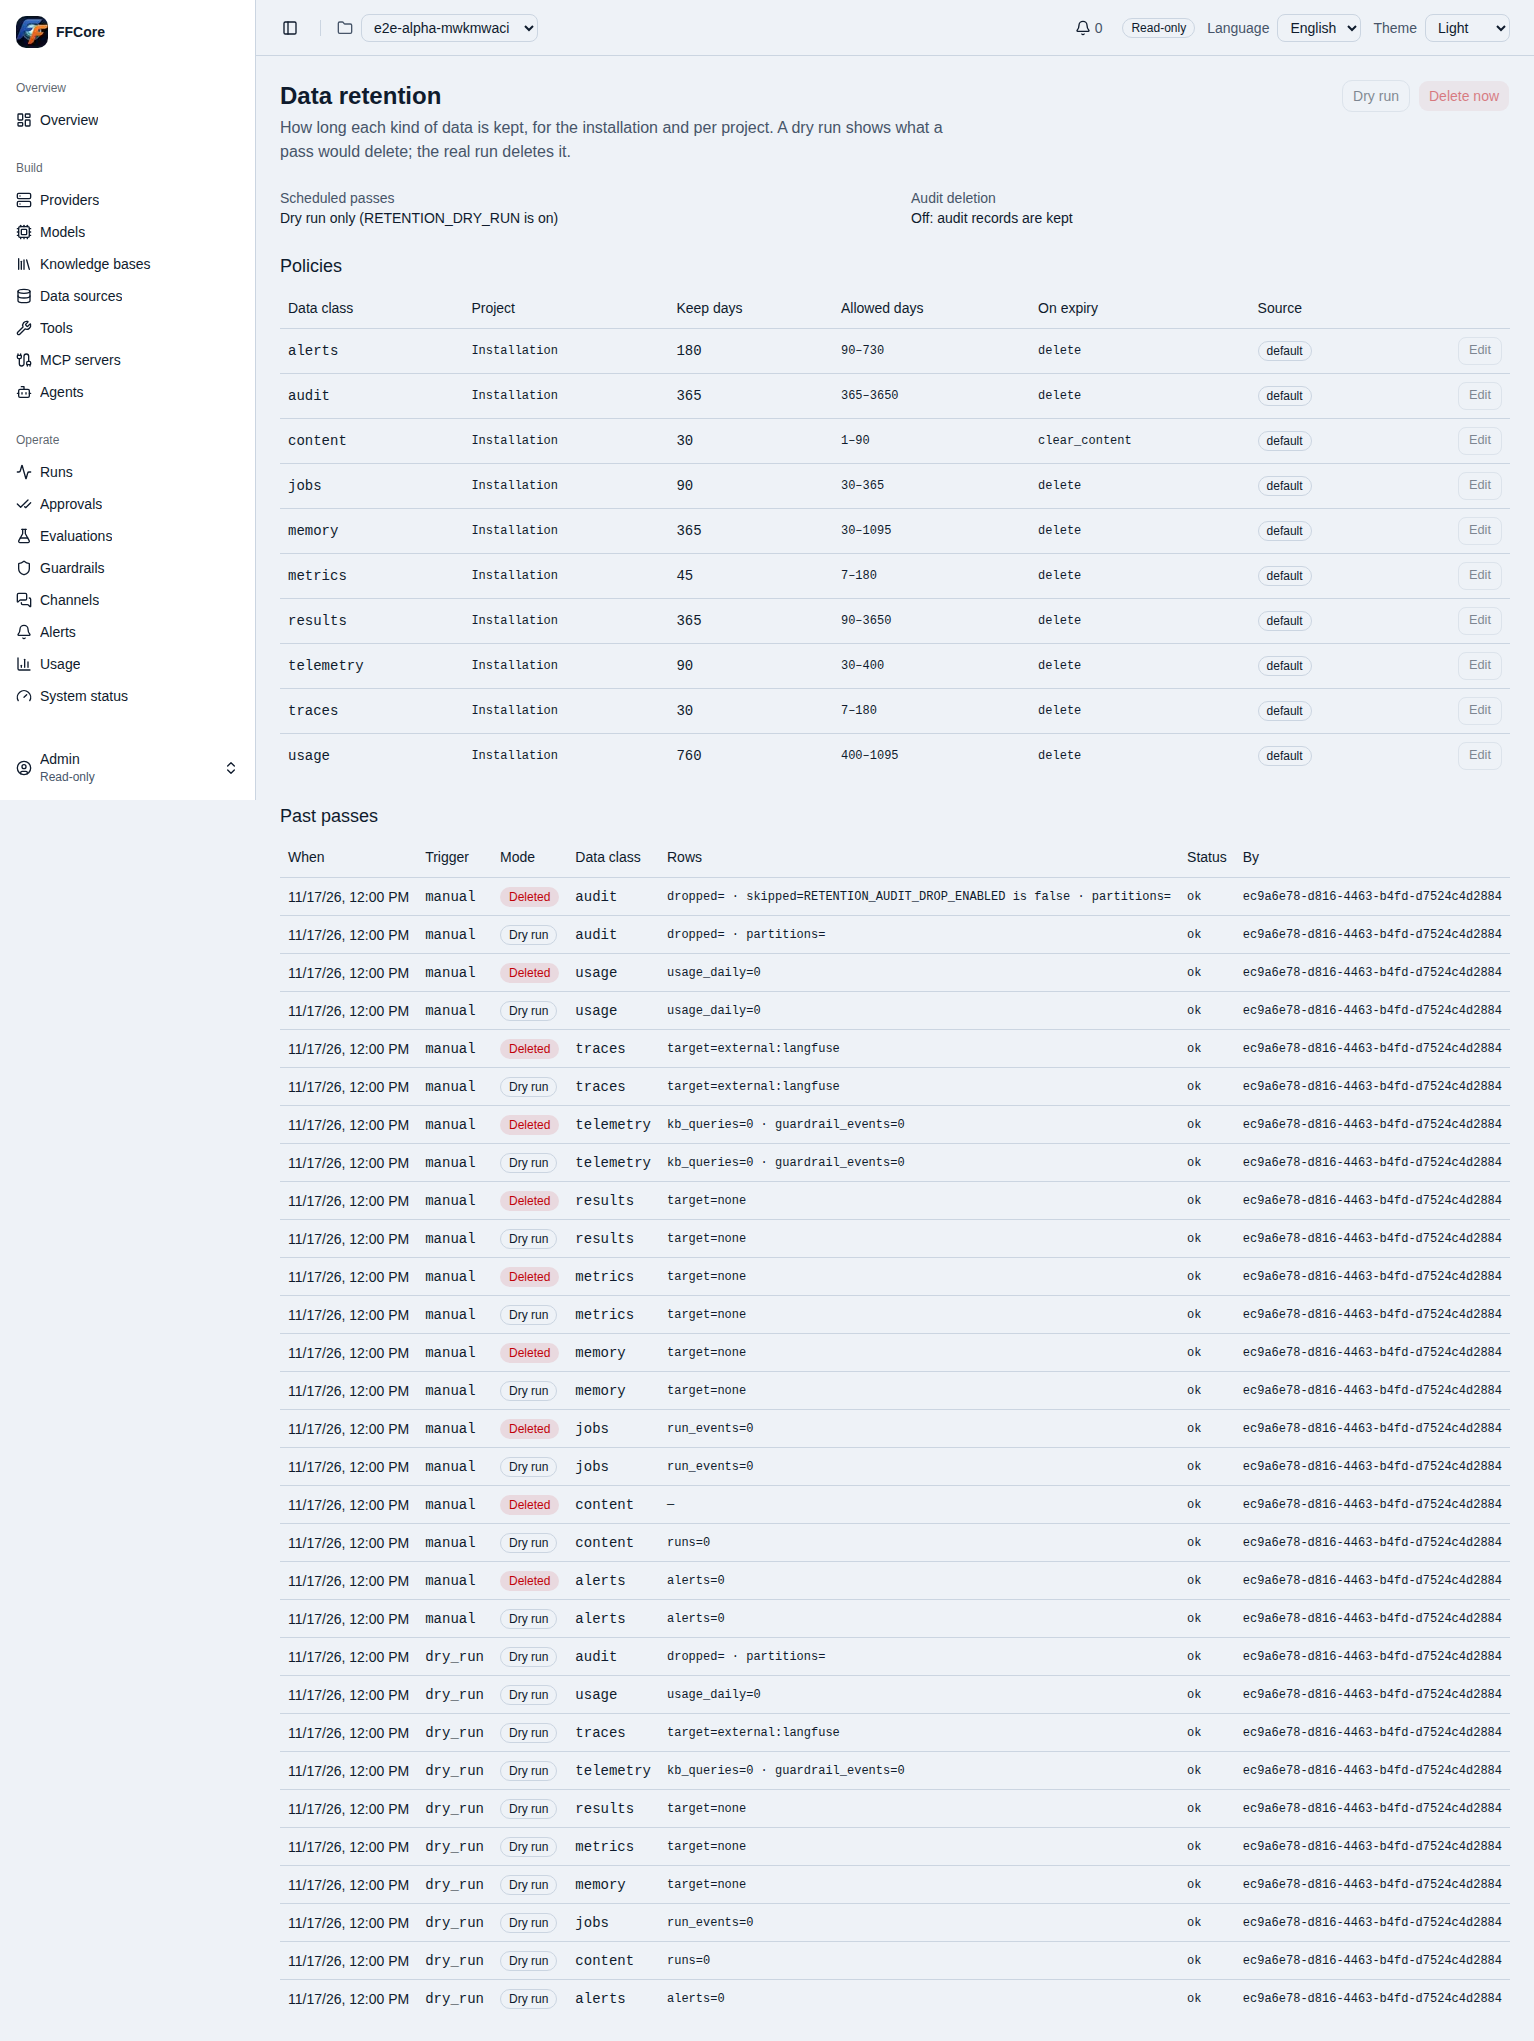 FFCore
Overview
Overview
Build
Providers
Models
Knowledge bases
Data sources
Tools
MCP servers
Agents
Operate
Runs
Approvals
Evaluations
Guardrails
Channels
Alerts
Usage
System status
Admin
Read-only
e2e-alpha-mwkmwaci
0 Read-only Language English Theme Light
Data retention
Dry run Delete now
How long each kind of data is kept, for the installation and per project. A dry run shows what a
pass would delete; the real run deletes it.
Scheduled passes
Dry run only (RETENTION_DRY_RUN is on)
Audit deletion
Off: audit records are kept
Policies
Data class Project Keep days Allowed days On expiry Source
alerts Installation 180 90–730 delete default Edit
audit Installation 365 365–3650 delete default Edit
content Installation 30 1–90 clear_content default Edit
jobs Installation 90 30–365 delete default Edit
memory Installation 365 30–1095 delete default Edit
metrics Installation 45 7–180 delete default Edit
results Installation 365 90–3650 delete default Edit
telemetry Installation 90 30–400 delete default Edit
traces Installation 30 7–180 delete default Edit
usage Installation 760 400–1095 delete default Edit
Past passes
When Trigger Mode Data class Rows Status By
11/17/26, 12:00 PM manual Deleted audit dropped= · skipped=RETENTION_AUDIT_DROP_ENABLED is false · partitions= ok ec9a6e78-d816-4463-b4fd-d7524c4d2884
11/17/26, 12:00 PM manual Dry run audit dropped= · partitions= ok ec9a6e78-d816-4463-b4fd-d7524c4d2884
11/17/26, 12:00 PM manual Deleted usage usage_daily=0 ok ec9a6e78-d816-4463-b4fd-d7524c4d2884
11/17/26, 12:00 PM manual Dry run usage usage_daily=0 ok ec9a6e78-d816-4463-b4fd-d7524c4d2884
11/17/26, 12:00 PM manual Deleted traces target=external:langfuse ok ec9a6e78-d816-4463-b4fd-d7524c4d2884
11/17/26, 12:00 PM manual Dry run traces target=external:langfuse ok ec9a6e78-d816-4463-b4fd-d7524c4d2884
11/17/26, 12:00 PM manual Deleted telemetry kb_queries=0 · guardrail_events=0 ok ec9a6e78-d816-4463-b4fd-d7524c4d2884
11/17/26, 12:00 PM manual Dry run telemetry kb_queries=0 · guardrail_events=0 ok ec9a6e78-d816-4463-b4fd-d7524c4d2884
11/17/26, 12:00 PM manual Deleted results target=none ok ec9a6e78-d816-4463-b4fd-d7524c4d2884
11/17/26, 12:00 PM manual Dry run results target=none ok ec9a6e78-d816-4463-b4fd-d7524c4d2884
11/17/26, 12:00 PM manual Deleted metrics target=none ok ec9a6e78-d816-4463-b4fd-d7524c4d2884
11/17/26, 12:00 PM manual Dry run metrics target=none ok ec9a6e78-d816-4463-b4fd-d7524c4d2884
11/17/26, 12:00 PM manual Deleted memory target=none ok ec9a6e78-d816-4463-b4fd-d7524c4d2884
11/17/26, 12:00 PM manual Dry run memory target=none ok ec9a6e78-d816-4463-b4fd-d7524c4d2884
11/17/26, 12:00 PM manual Deleted jobs run_events=0 ok ec9a6e78-d816-4463-b4fd-d7524c4d2884
11/17/26, 12:00 PM manual Dry run jobs run_events=0 ok ec9a6e78-d816-4463-b4fd-d7524c4d2884
11/17/26, 12:00 PM manual Deleted content — ok ec9a6e78-d816-4463-b4fd-d7524c4d2884
11/17/26, 12:00 PM manual Dry run content runs=0 ok ec9a6e78-d816-4463-b4fd-d7524c4d2884
11/17/26, 12:00 PM manual Deleted alerts alerts=0 ok ec9a6e78-d816-4463-b4fd-d7524c4d2884
11/17/26, 12:00 PM manual Dry run alerts alerts=0 ok ec9a6e78-d816-4463-b4fd-d7524c4d2884
11/17/26, 12:00 PM dry_run Dry run audit dropped= · partitions= ok ec9a6e78-d816-4463-b4fd-d7524c4d2884
11/17/26, 12:00 PM dry_run Dry run usage usage_daily=0 ok ec9a6e78-d816-4463-b4fd-d7524c4d2884
11/17/26, 12:00 PM dry_run Dry run traces target=external:langfuse ok ec9a6e78-d816-4463-b4fd-d7524c4d2884
11/17/26, 12:00 PM dry_run Dry run telemetry kb_queries=0 · guardrail_events=0 ok ec9a6e78-d816-4463-b4fd-d7524c4d2884
11/17/26, 12:00 PM dry_run Dry run results target=none ok ec9a6e78-d816-4463-b4fd-d7524c4d2884
11/17/26, 12:00 PM dry_run Dry run metrics target=none ok ec9a6e78-d816-4463-b4fd-d7524c4d2884
11/17/26, 12:00 PM dry_run Dry run memory target=none ok ec9a6e78-d816-4463-b4fd-d7524c4d2884
11/17/26, 12:00 PM dry_run Dry run jobs run_events=0 ok ec9a6e78-d816-4463-b4fd-d7524c4d2884
11/17/26, 12:00 PM dry_run Dry run content runs=0 ok ec9a6e78-d816-4463-b4fd-d7524c4d2884
11/17/26, 12:00 PM dry_run Dry run alerts alerts=0 ok ec9a6e78-d816-4463-b4fd-d7524c4d2884